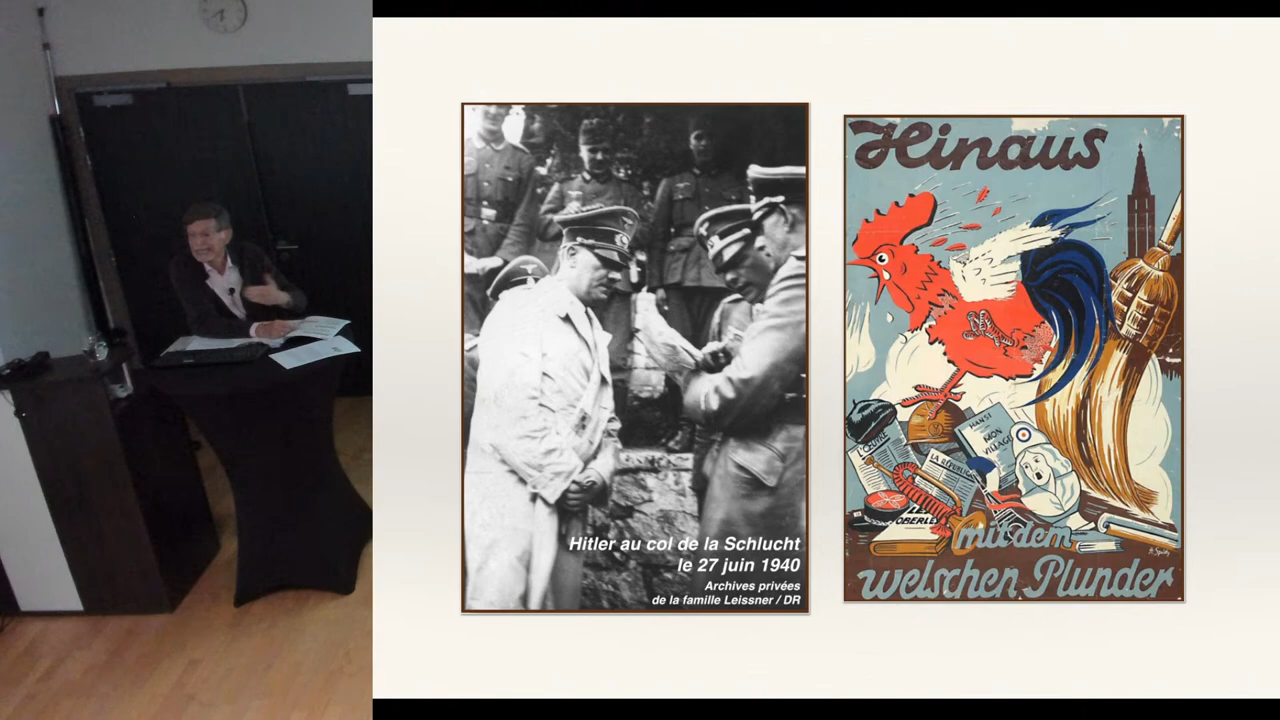 Hitler au col de la Schlucht
le 27 juin 1940
Archives privées
de la famille Leissner / DR
Hinaus
HANSI
MON
VILLAGE
L'ŒUVRE
LA RÉPUBLIQUE
OBERLE
mit dem
welschen Plunder